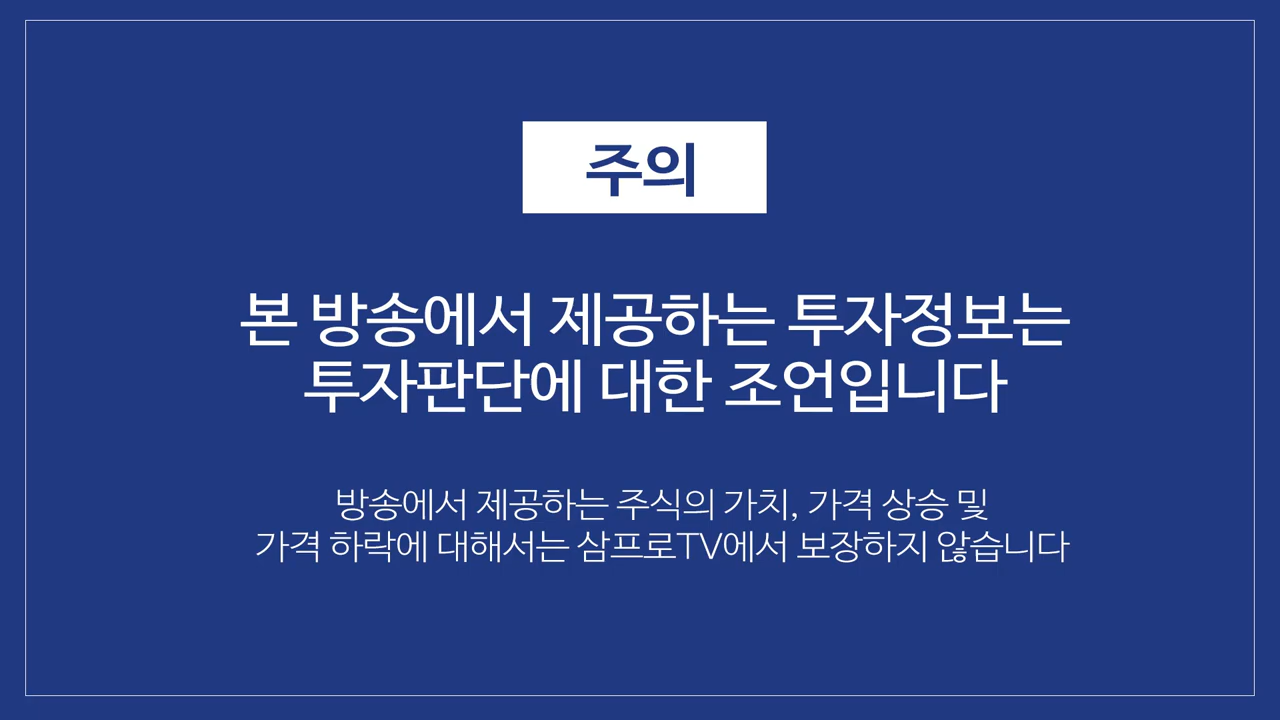 주의
본 방송에서 제공하는 투자정보는
투자판단에 대한 조언입니다
방송에서 제공하는 주식의 가치, 가격 상승 및
가격 하락에 대해서는 삼프로TV에서 보장하지 않습니다